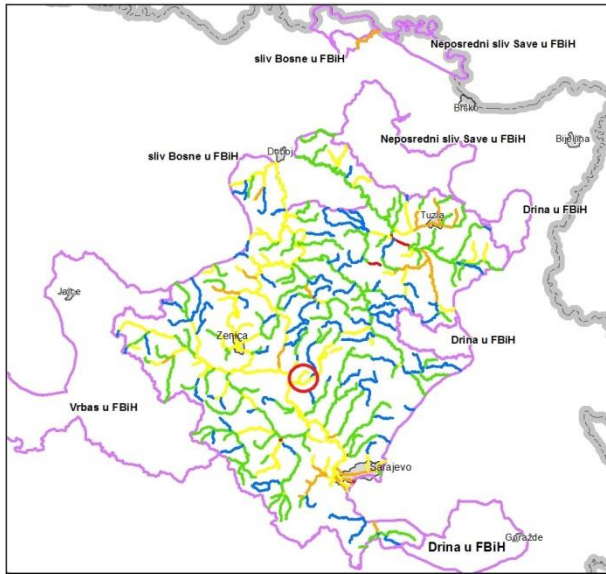 Neposredni sliv Save u FBiH
sliv Bosne u FBiH
Brčko
Neposredni sliv Save u FBiH
Bijeljina
sliv Bosne u FBiH
Doboj
Drina u FBiH
Tuzla
Jajce
Zenica
Drina u FBiH
Vrbas u FBiH
Sarajevo
Drina u FBiH
Goražde